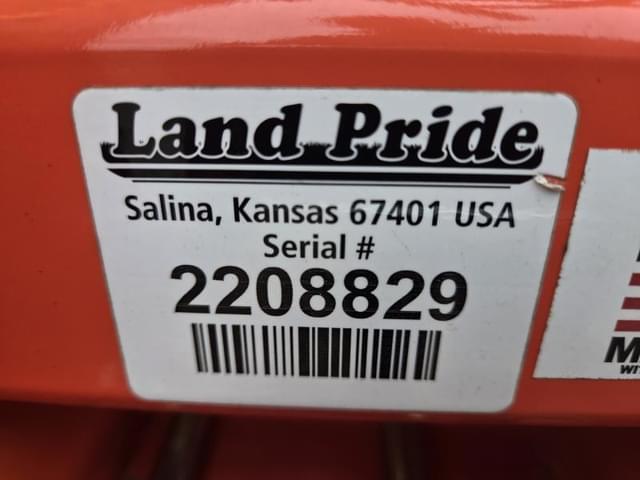 Land Pride
Salina, Kansas 67401 USA
Serial #
2208829